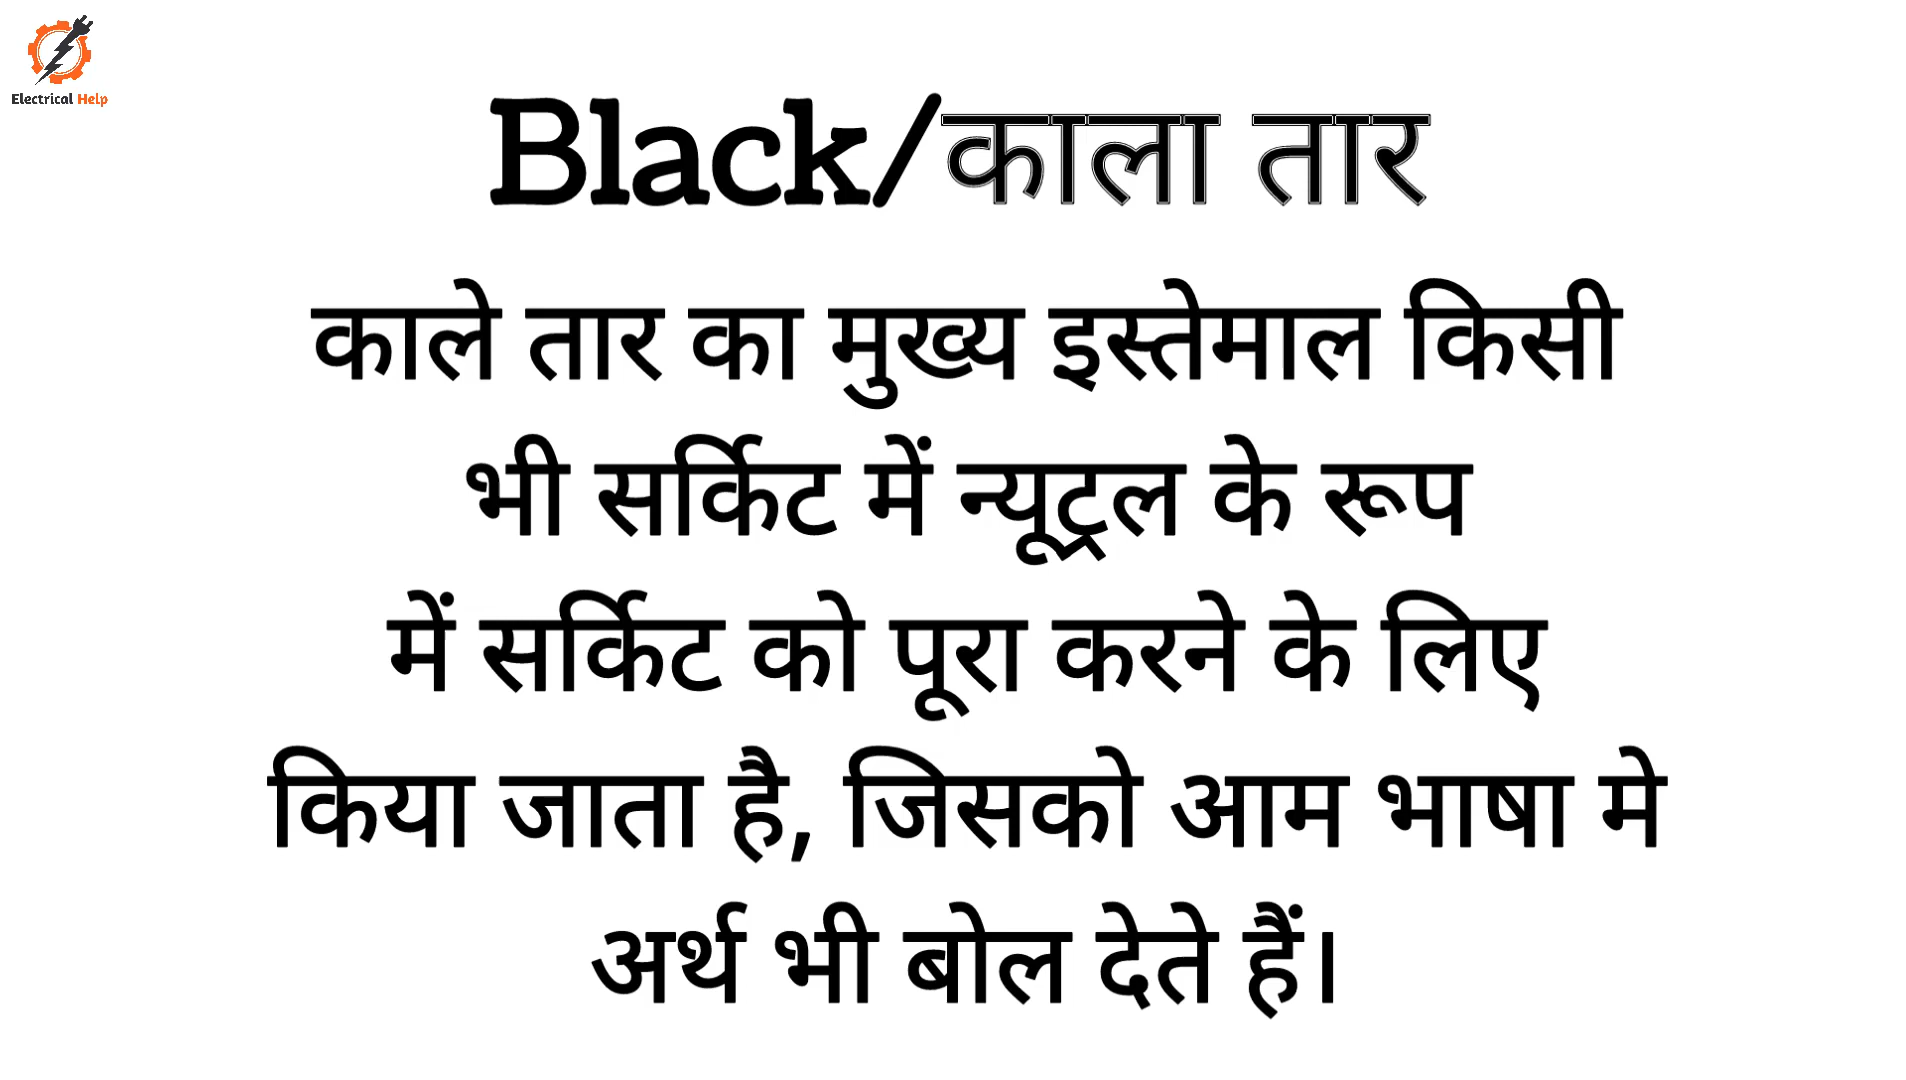 Electrical Help
Black/काला तार
काले तार का मुख्य इस्तेमाल किसी
भी सर्किट में न्यूट्रल के रूप
में सर्किट को पूरा करने के लिए
किया जाता है, जिसको आम भाषा मे
अर्थ भी बोल देते हैं।